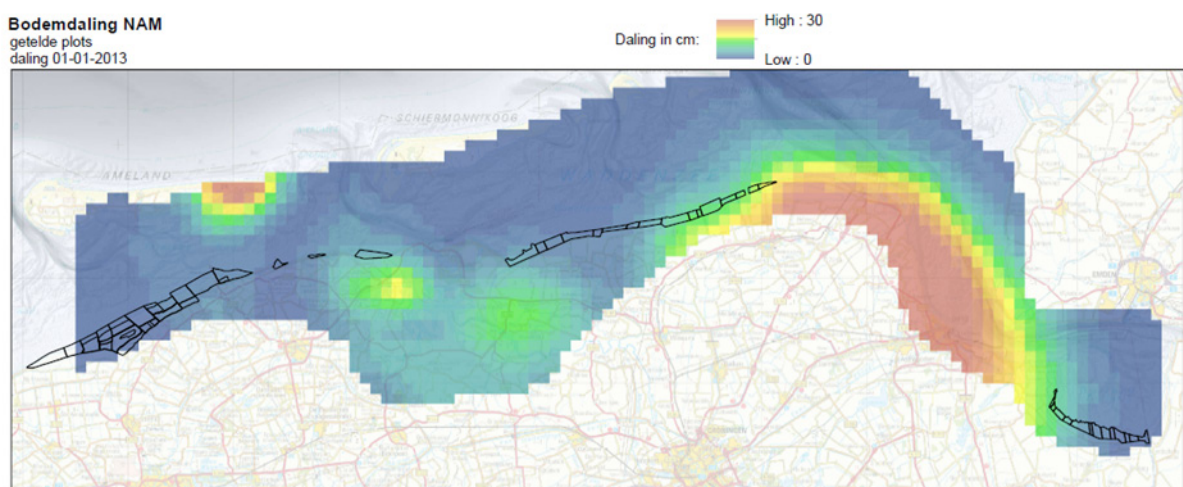 Bodemdaling NAM
getelde plots
daling 01-01-2013
Daling in cm:
High : 30
Low : 0
SCHIERMONNIKOOG
AMELAND